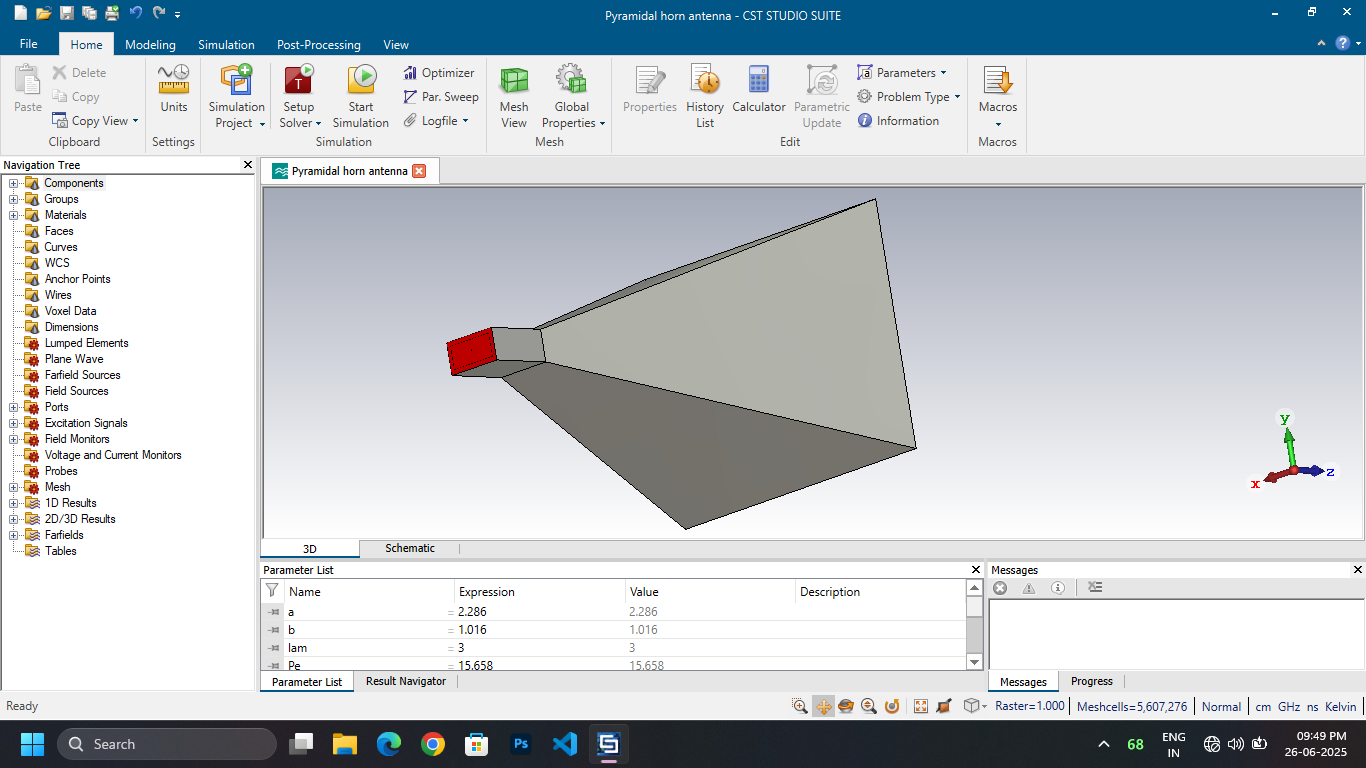 Pyramidal horn antenna - CST STUDIO SUITE
File Home Modeling Simulation Post-Processing View
Paste
Delete
Copy
Copy View
Clipboard
Units
Settings
Simulation Project
Setup Solver
Start Simulation
Optimizer
Par. Sweep
Logfile
Simulation
Mesh View
Global Properties
Mesh
Properties
History List
Calculator
Parametric Update
Parameters
Problem Type
Information
Edit
Macros
Macros
Navigation Tree
Components
Groups
Materials
Faces
Curves
WCS
Anchor Points
Wires
Voxel Data
Dimensions
Lumped Elements
Plane Wave
Farfield Sources
Field Sources
Ports
Excitation Signals
Field Monitors
Voltage and Current Monitors
Probes
Mesh
1D Results
2D/3D Results
Farfields
Tables
Pyramidal horn antenna
y
z
x
3D Schematic
Parameter List
Name Expression Value Description
a = 2.286 2.286
b = 1.016 1.016
lam = 3 3
Pe = 15.658 15.658
Parameter List Result Navigator
Messages
Messages Progress
Ready
Raster=1.000 Meshcells=5,607,276 Normal cm GHz ns Kelvin
Search
Ps
68
ENG
IN
09:49 PM
26-06-2025